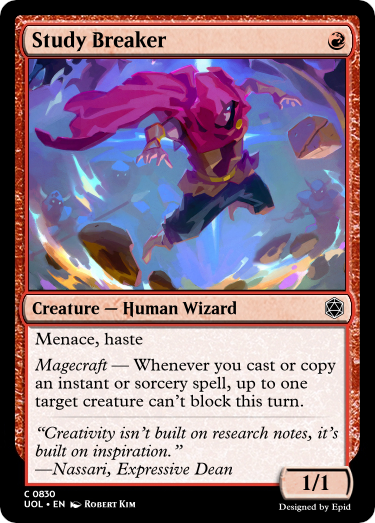 Study Breaker
Creature — Human Wizard
Menace, haste
Magecraft — Whenever you cast or copy
an instant or sorcery spell, up to one
target creature can't block this turn.
“Creativity isn't built on research notes, it's
built on inspiration.”
—Nassari, Expressive Dean
1/1
C 0830
UOL • EN Robert Kim
Designed by Epid